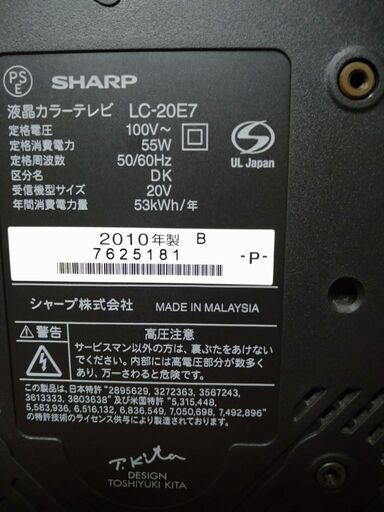 PS
E
SHARP
液晶カラーテレビ LC-20E7
定格電圧 100V~
定格消費電力 55W
定格周波数 50/60Hz
区分名 DK
受信機型サイズ 20V
年間消費電力量 53kWh/年
S
UL Japan
2010年製 B
7625181 -P-
シャープ株式会社 MADE IN MALAYSIA
警告 高圧注意
サービスマン以外の方は、裏ぶたをあけない
でください。内部には高電圧部分が数多く
あり、万一さわると危険です。
この製品は、日本特許 "2895629, 3272363, 3567243,
3613333, 3803638" 及び米国特許 "5,315,448,
5,583,936, 6,516,132, 6,836,549, 7,050,698, 7,492,896"
の特許技術のライセンス供与により製造されております。
T. Kita
DESIGN
TOSHIYUKI KITA